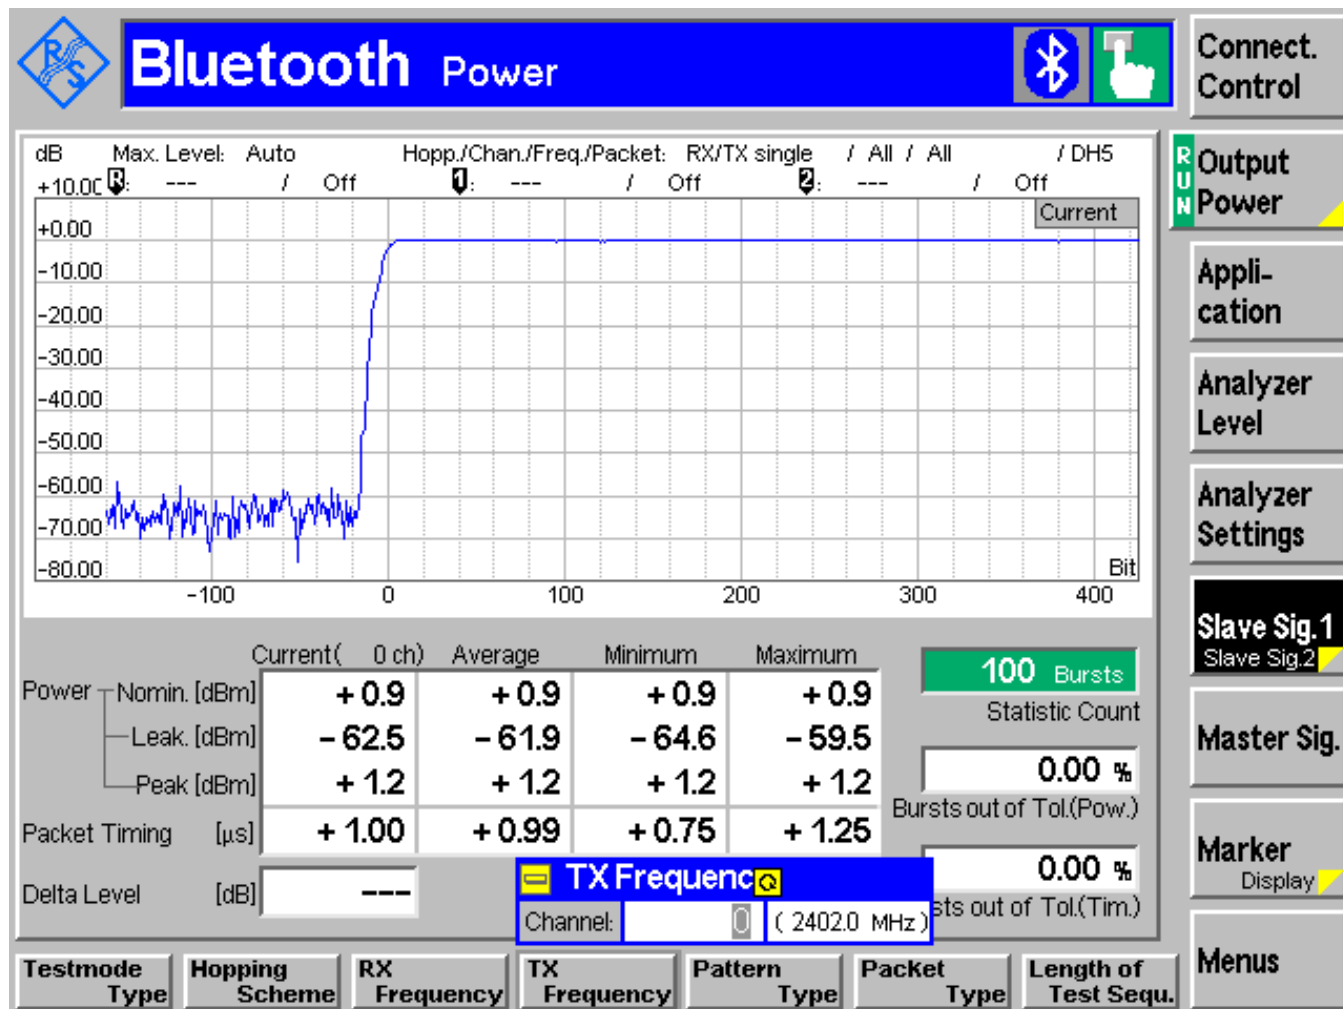 R S
Bluetooth Power
dB Max. Level: Auto Hopp./Chan./Freq./Packet: RX/TX single / All / All / DH5
+10.00 R: --- / Off 1: --- / Off 2: --- / Off
Current
+0.00
-10.00
-20.00
-30.00
-40.00
-50.00
-60.00
-70.00
-80.00
Bit
-100 0 100 200 300 400
Current( 0 ch) Average Minimum Maximum
Power Nomin. [dBm] + 0.9 + 0.9 + 0.9 + 0.9
Leak. [dBm] - 62.5 - 61.9 - 64.6 - 59.5
Peak [dBm] + 1.2 + 1.2 + 1.2 + 1.2
Packet Timing [µs] + 1.00 + 0.99 + 0.75 + 1.25
Delta Level [dB] ---
100 Bursts
Statistic Count
0.00 %
Bursts out of Tol.(Pow.)
0.00 %
sts out of Tol.(Tim.)
TX Frequenc
Channel: 0 ( 2402.0 MHz )
Connect.
Control
RUN
Output
Power
Appli-
cation
Analyzer
Level
Analyzer
Settings
Slave Sig.1
Slave Sig.2
Master Sig.
Marker
Display
Menus
Testmode
Type
Hopping
Scheme
RX
Frequency
TX
Frequency
Pattern
Type
Packet
Type
Length of
Test Sequ.